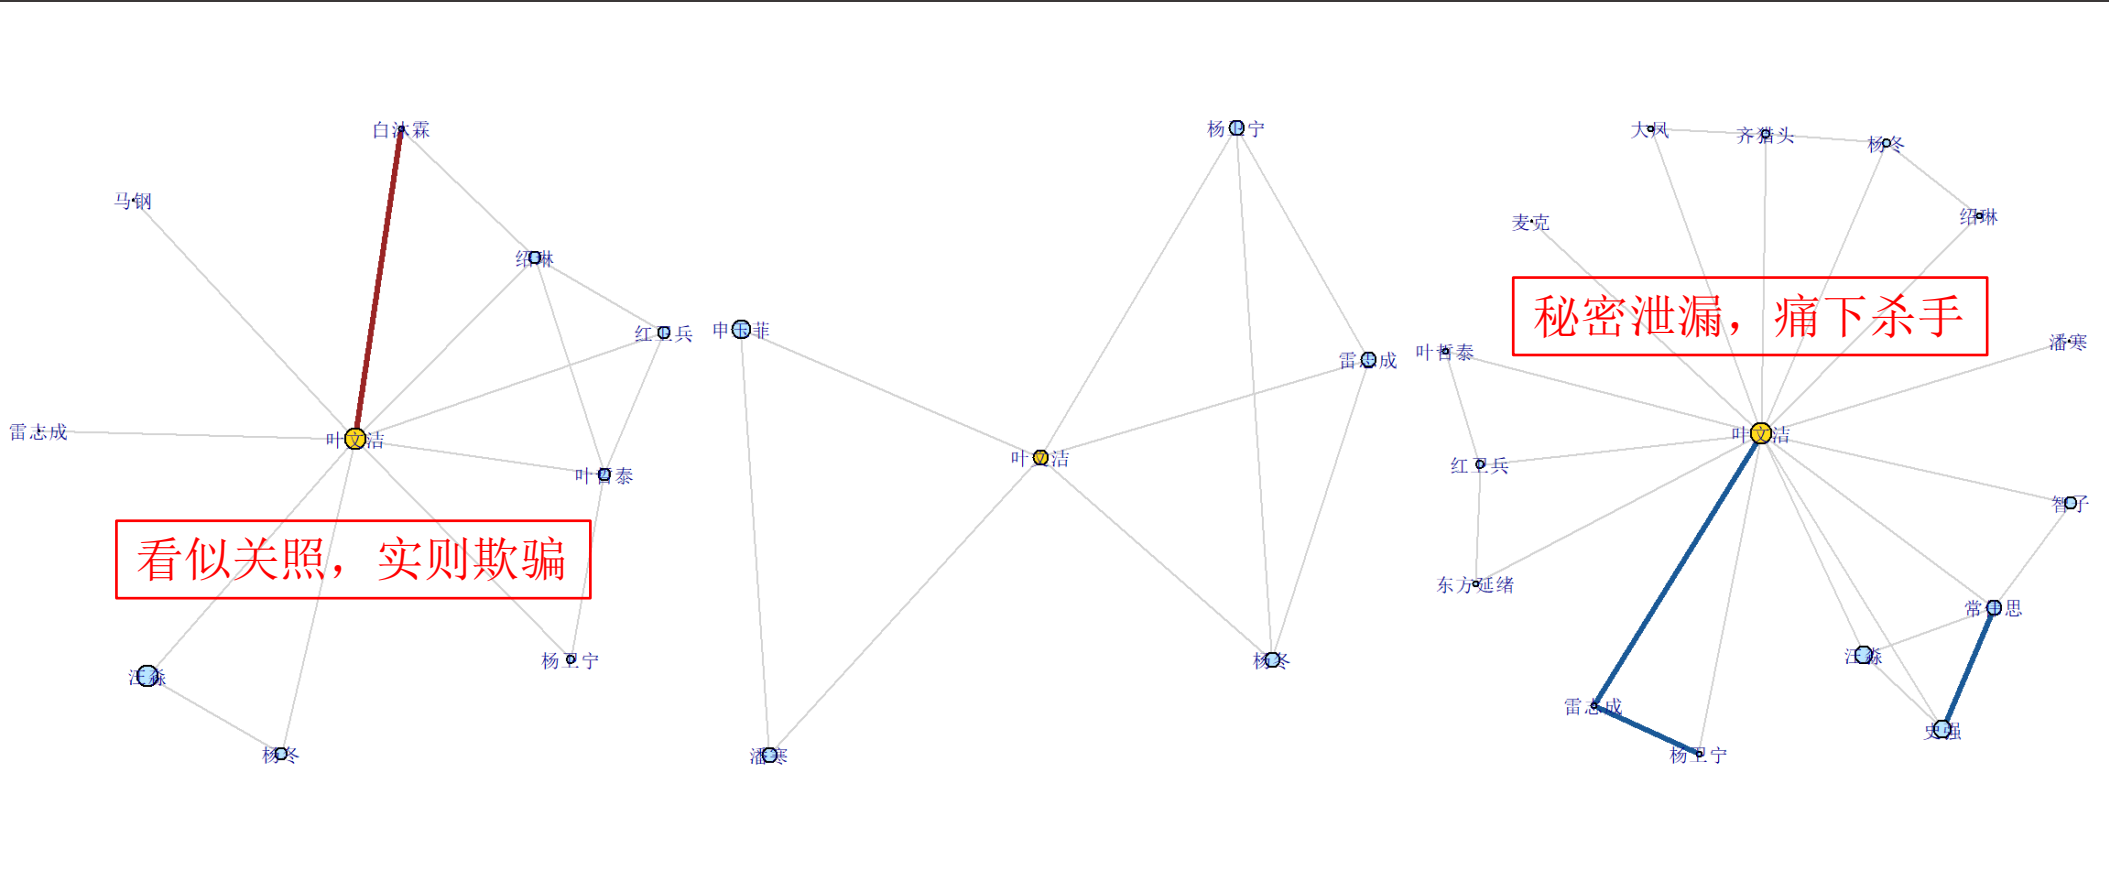 白沐霖
马钢
绍琳
红卫兵
雷志成
叶文洁
叶哲泰
看似关照，实则欺骗
杨卫宁
汪淼
杨冬
杨卫宁
申玉菲
雷志成
叶文洁
杨冬
潘寒
大凤
齐猎头
杨冬
麦克
绍琳
秘密泄漏，痛下杀手
潘寒
叶哲泰
叶文洁
红卫兵
智子
东方延绪
常伟思
汪淼
雷志成
史强
杨卫宁